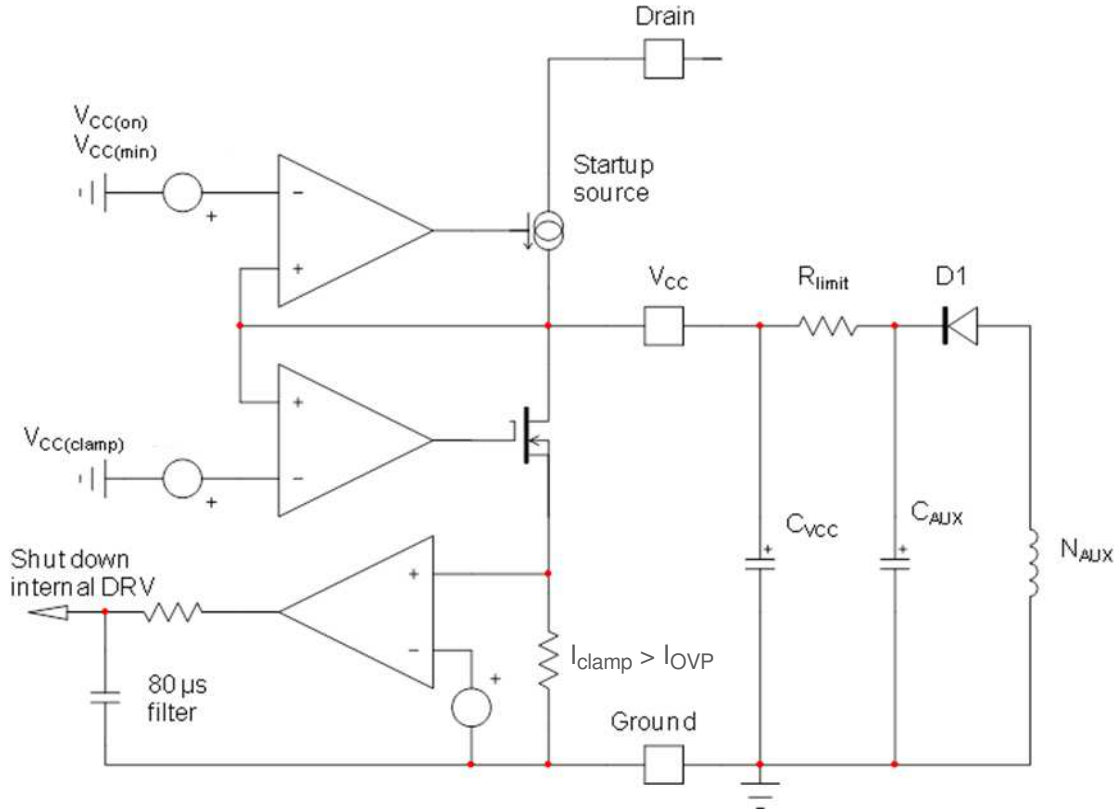 Drain
VCC(on)
VCC(min)
Startup
source
VCC
Rlimit
D1
VCC(clamp)
CVCC
CAUX
NAUX
Shut down
internal DRV
Iclamp > IOVP
80 µs
filter
Ground